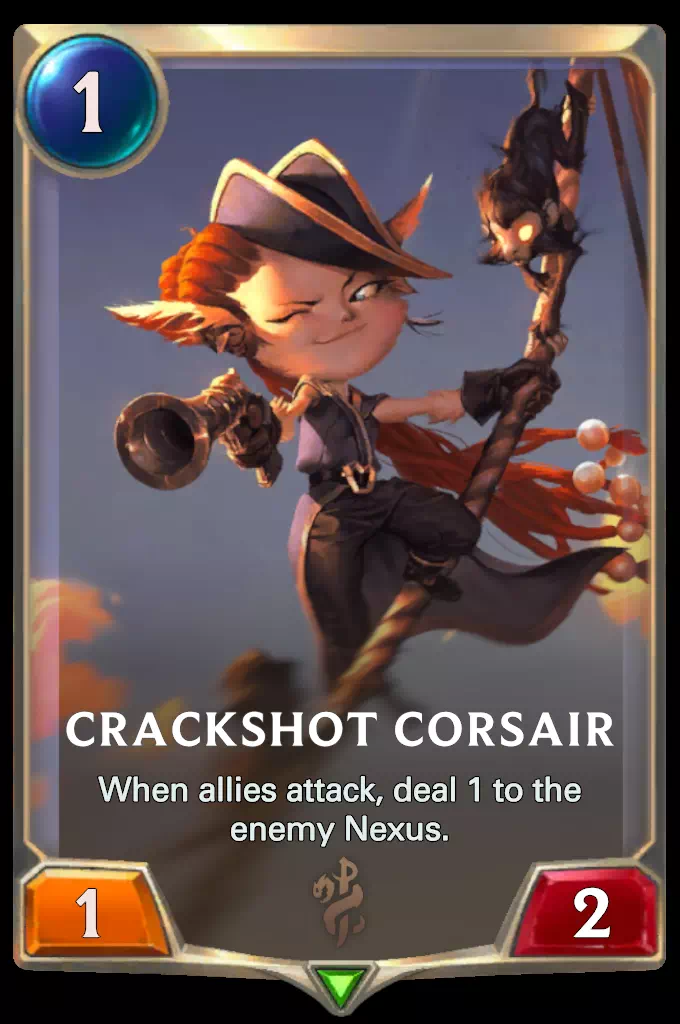 1
CRACKSHOT CORSAIR
When allies attack, deal 1 to the
enemy Nexus.
1
2